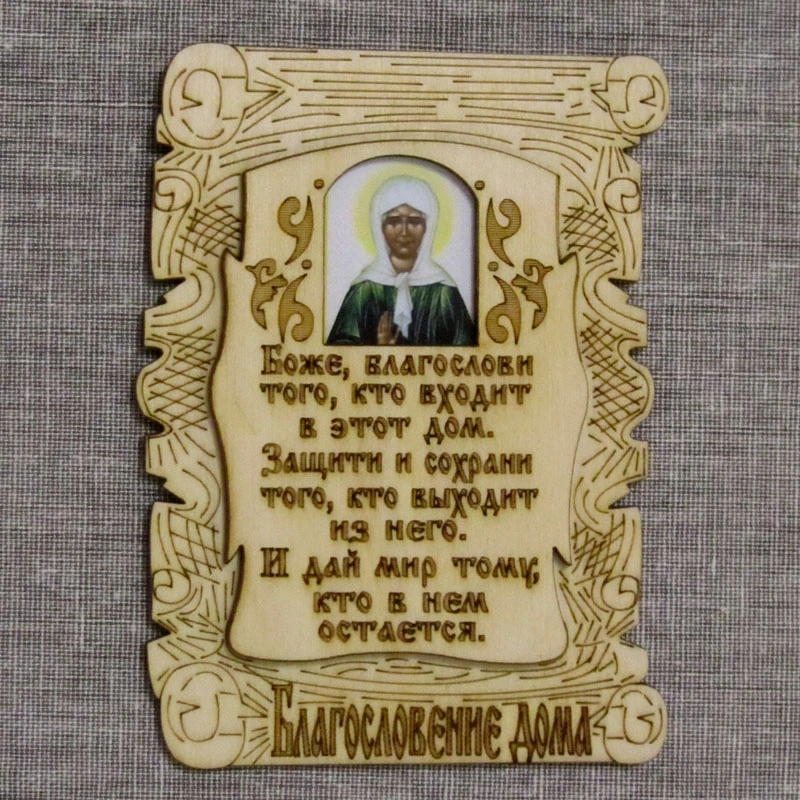 Боже, благослови
того, кто входит
в этот дом.
Защити и сохрани
того, кто выходит
из него.
И дай мир тому,
кто в нем
остается.
Благословение дома